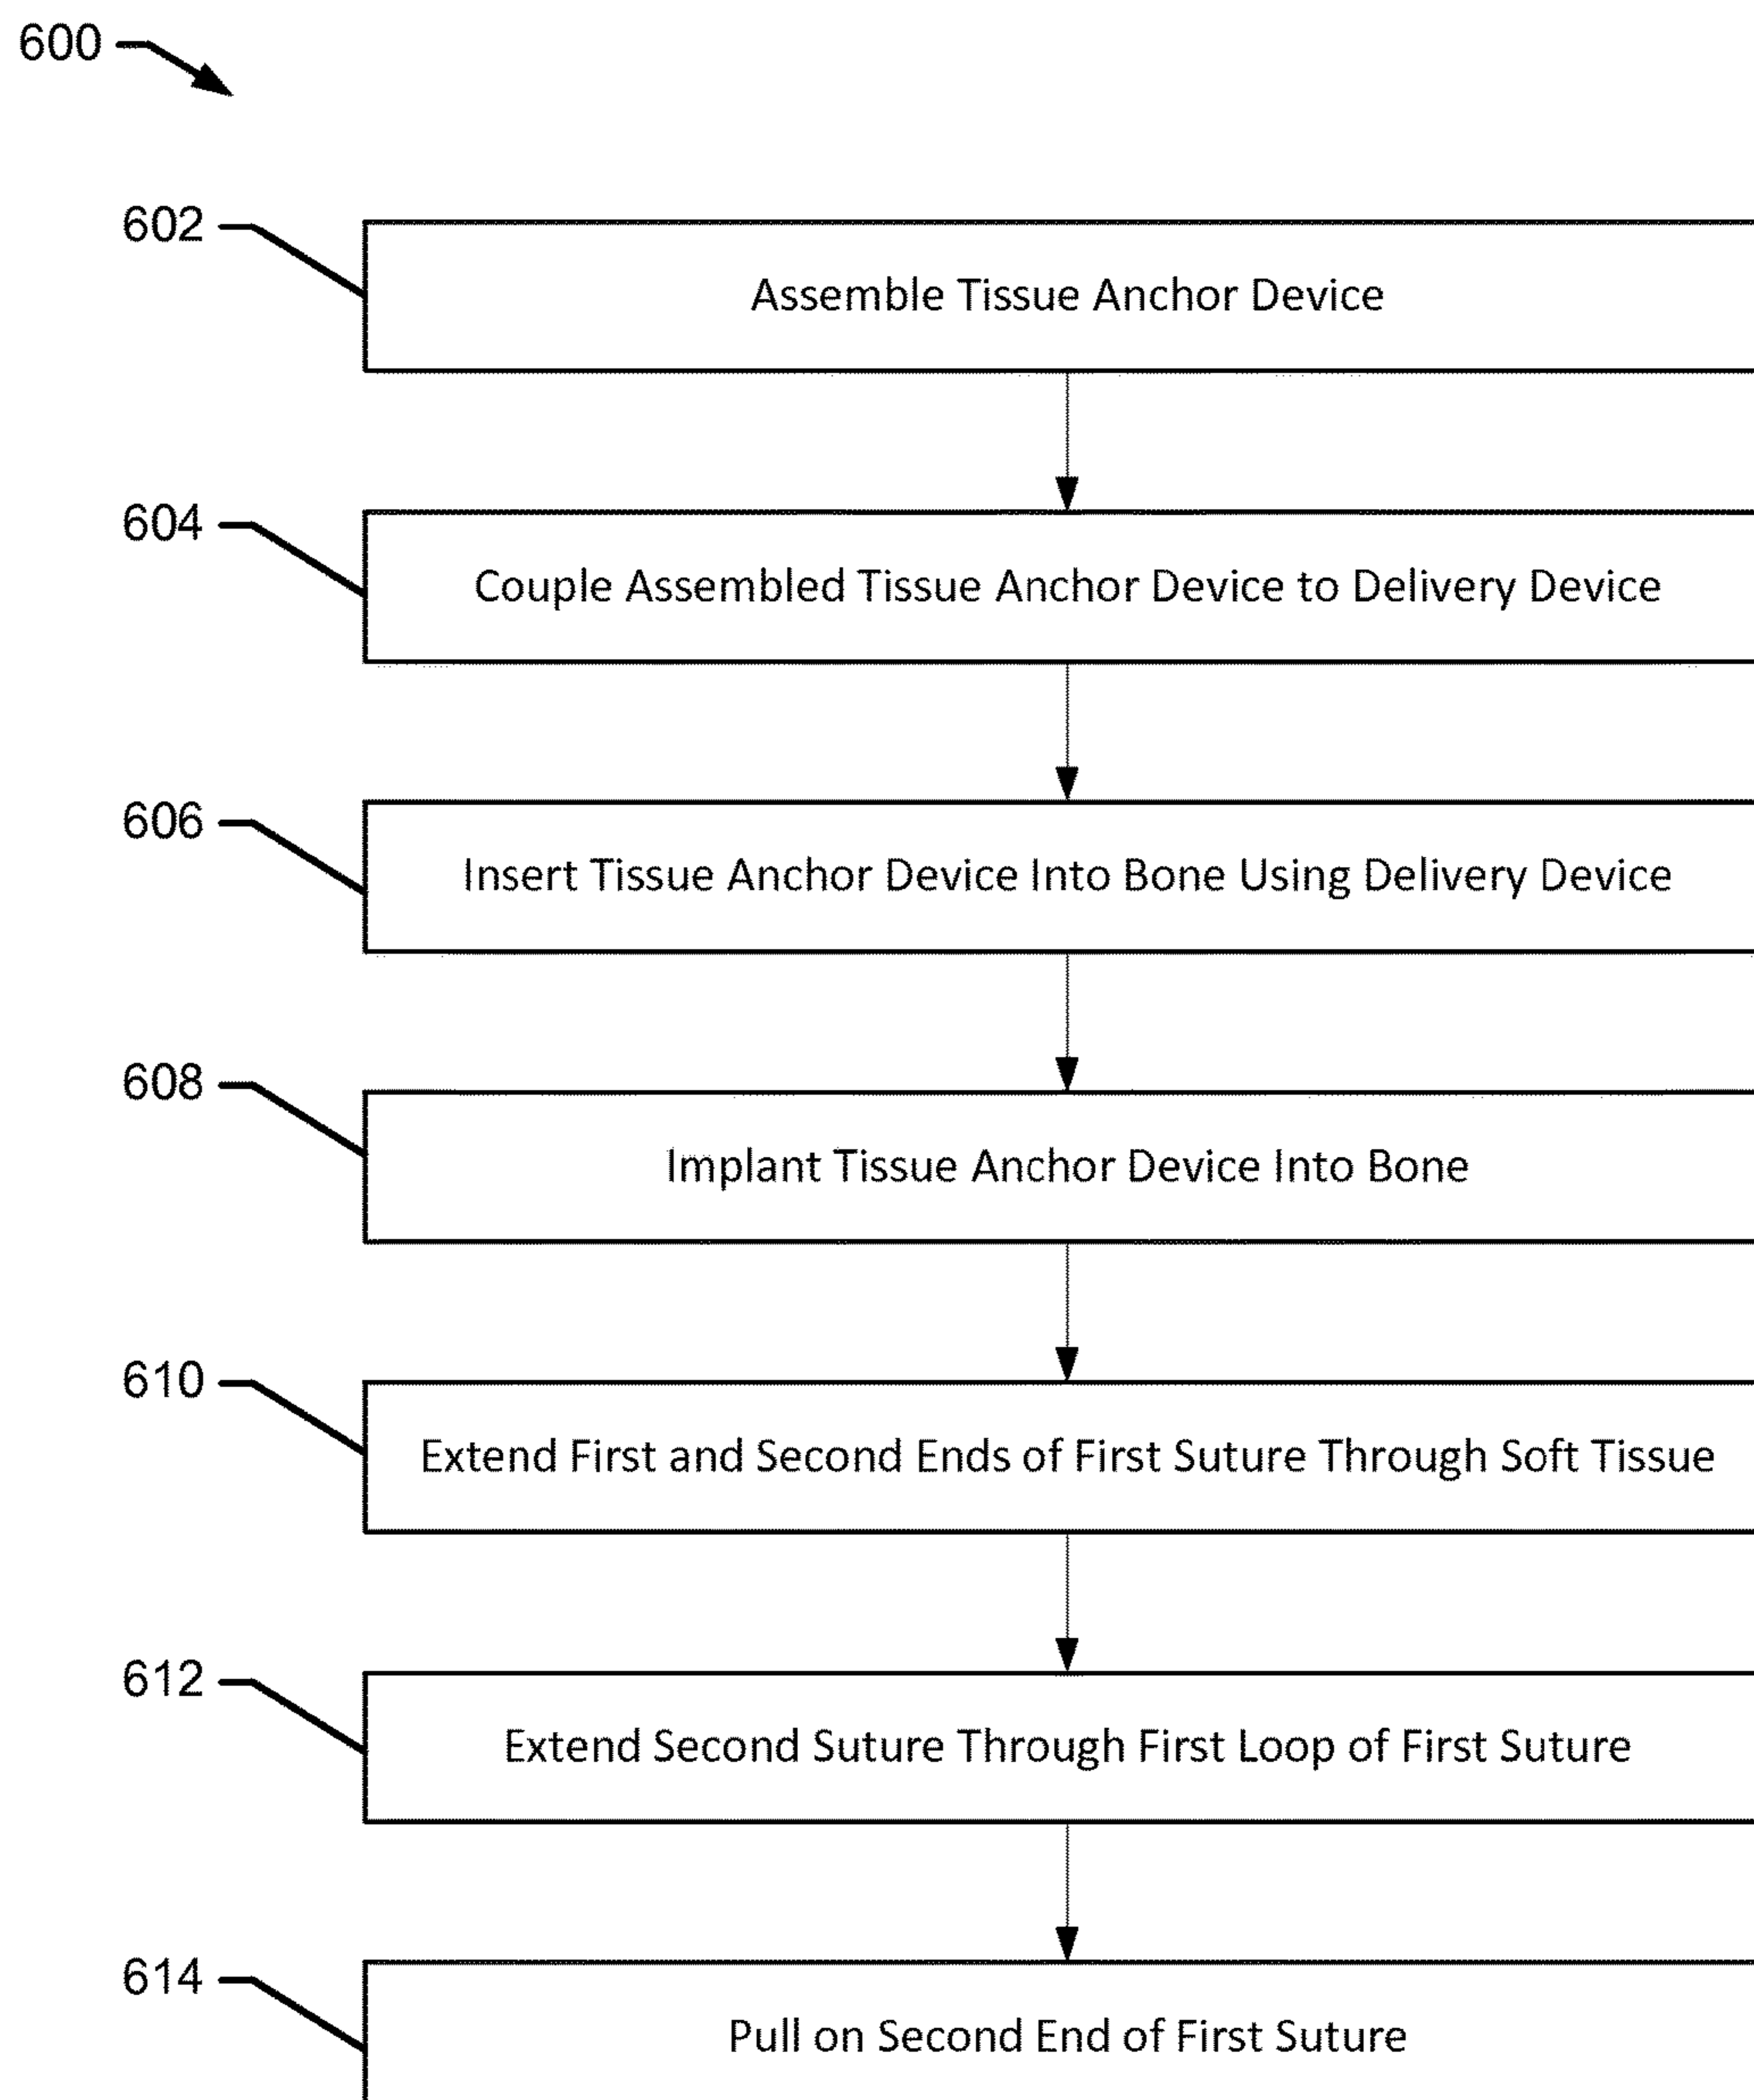 600
602
Assemble Tissue Anchor Device
604
Couple Assembled Tissue Anchor Device to Delivery Device
606
Insert Tissue Anchor Device Into Bone Using Delivery Device
608
Implant Tissue Anchor Device Into Bone
610
Extend First and Second Ends of First Suture Through Soft Tissue
612
Extend Second Suture Through First Loop of First Suture
614
Pull on Second End of First Suture